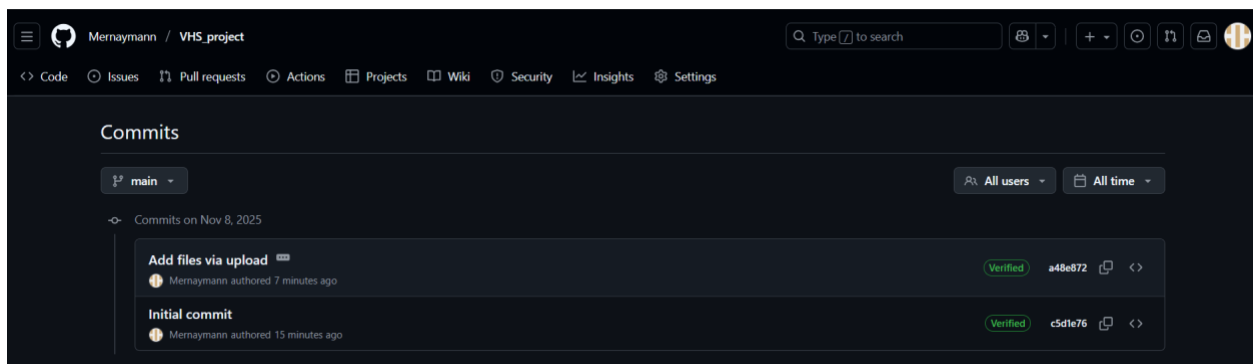 Mernaymann / VHS_project
Type / to search
Code Issues Pull requests Actions Projects Wiki Security Insights Settings
Commits
main All users All time
Commits on Nov 8, 2025
Add files via upload
Verified a48e872
Mernaymann authored 7 minutes ago
Initial commit
Verified c5d1e76
Mernaymann authored 15 minutes ago